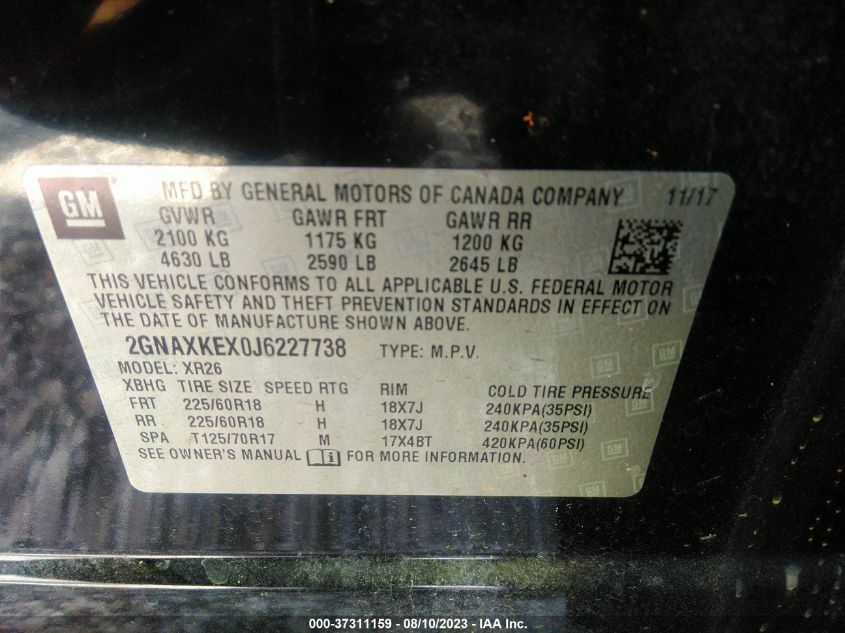 GM MFD BY GENERAL MOTORS OF CANADA COMPANY 11/17
GVWR GAWR FRT GAWR RR
2100 KG 1175 KG 1200 KG
4630 LB 2590 LB 2645 LB
THIS VEHICLE CONFORMS TO ALL APPLICABLE U.S. FEDERAL MOTOR
VEHICLE SAFETY AND THEFT PREVENTION STANDARDS IN EFFECT ON
THE DATE OF MANUFACTURE SHOWN ABOVE.
2GNAXKEX0J6227738 TYPE: M.P.V.
MODEL: XR26
XBHG TIRE SIZE SPEED RTG RIM COLD TIRE PRESSURE
FRT 225/60R18 H 18X7J 240KPA(35PSI)
RR 225/60R18 H 18X7J 240KPA(35PSI)
SPA T125/70R17 M 17X4BT 420KPA(60PSI)
SEE OWNER'S MANUAL i FOR MORE INFORMATION.
000-37311159 - 08/10/2023 - IAA Inc.